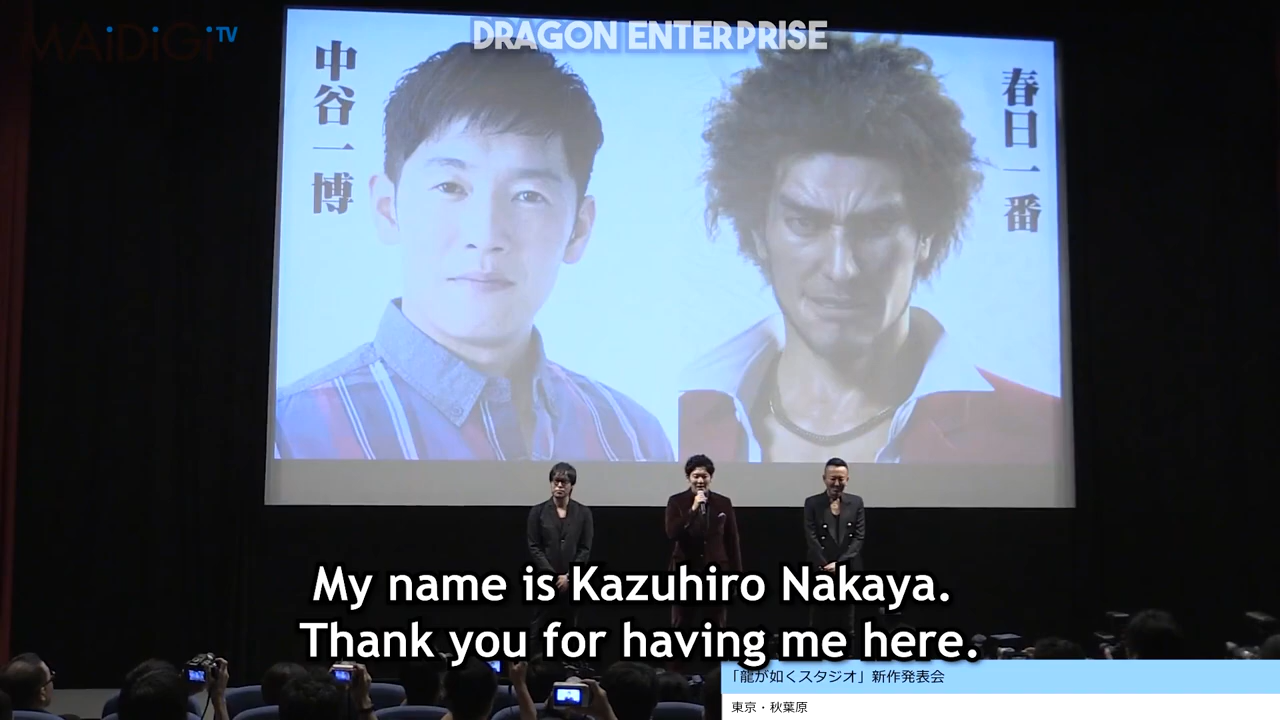 MAiDiGiTV
DRAGON ENTERPRISE
中谷一博
春日一番
My name is Kazuhiro Nakaya.
Thank you for having me here.
「龍が如くスタジオ」新作発表会
東京・秋葉原